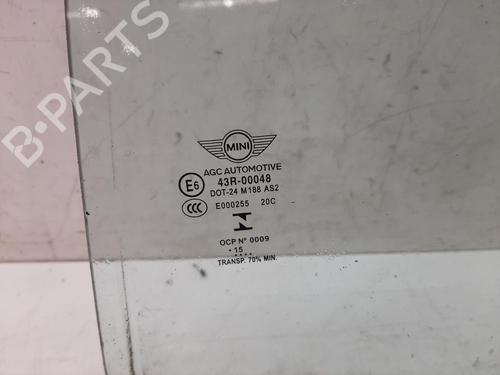 B-PARTS
MINI
AGC AUTOMOTIVE
E6 43R-00048
DOT-24 M188 AS2
CCC E000255 20C
OCP N° 0009
. 15
....
TRANSP. 70% MIN.